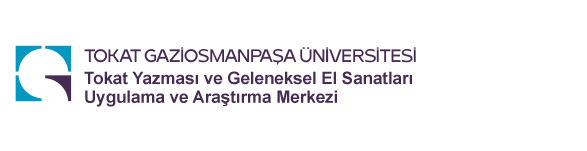 TOKAT GAZİOSMANPAŞA ÜNİVERSİTESİ
Tokat Yazması ve Geleneksel El Sanatları
Uygulama ve Araştırma Merkezi